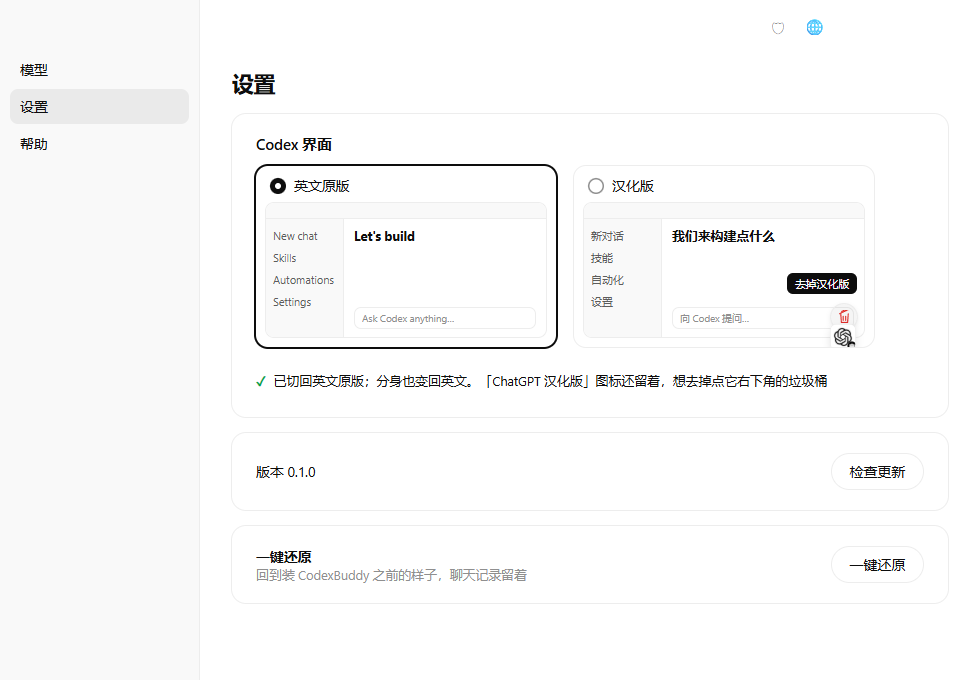 模型
设置
帮助
设置
Codex 界面
英文原版
New chat
Skills
Automations
Settings
Let's build
Ask Codex anything...
汉化版
新对话
技能
自动化
设置
我们来构建点什么
去掉汉化版
向 Codex 提问...
✓ 已切回英文原版；分身也变回英文。「ChatGPT 汉化版」图标还留着，想去掉点它右下角的垃圾桶
版本 0.1.0
检查更新
一键还原
回到装 CodexBuddy 之前的样子，聊天记录留着
一键还原